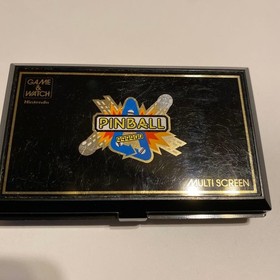 GAME
&
WATCH
Nintendo
PINBALL
MULTI SCREEN